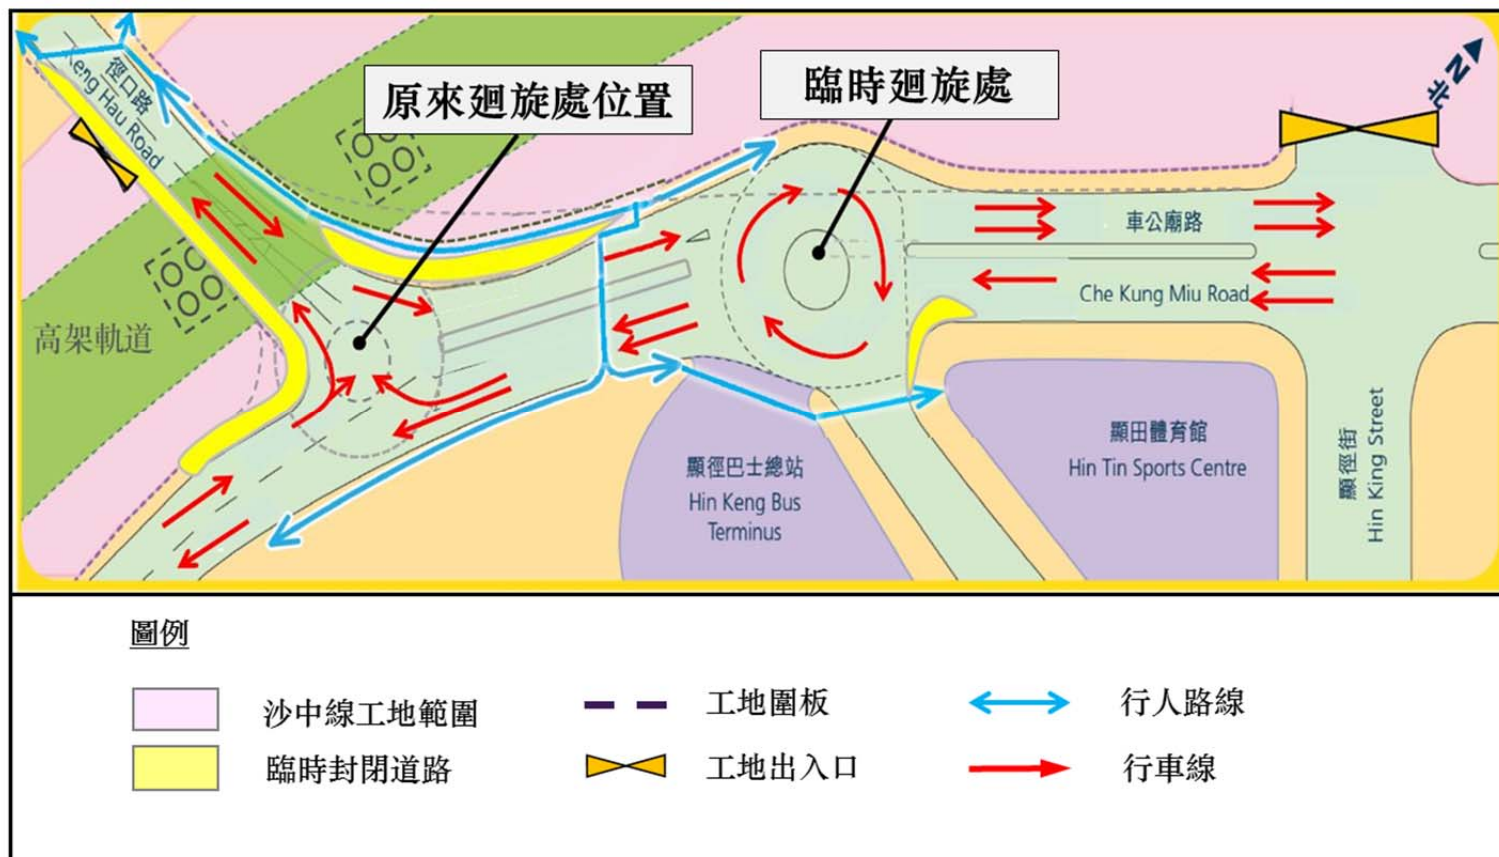 徑口路
Keng Hau Road
原來廻旋處位置
臨時廻旋處
北 N
車公廟路
Che Kung Miu Road
高架軌道
顯徑巴士總站
Hin Keng Bus
Terminus
顯田體育館
Hin Tin Sports Centre
顯徑街
Hin King Street
圖例
沙中線工地範圍
工地圍板
行人路線
臨時封閉道路
工地出入口
行車線